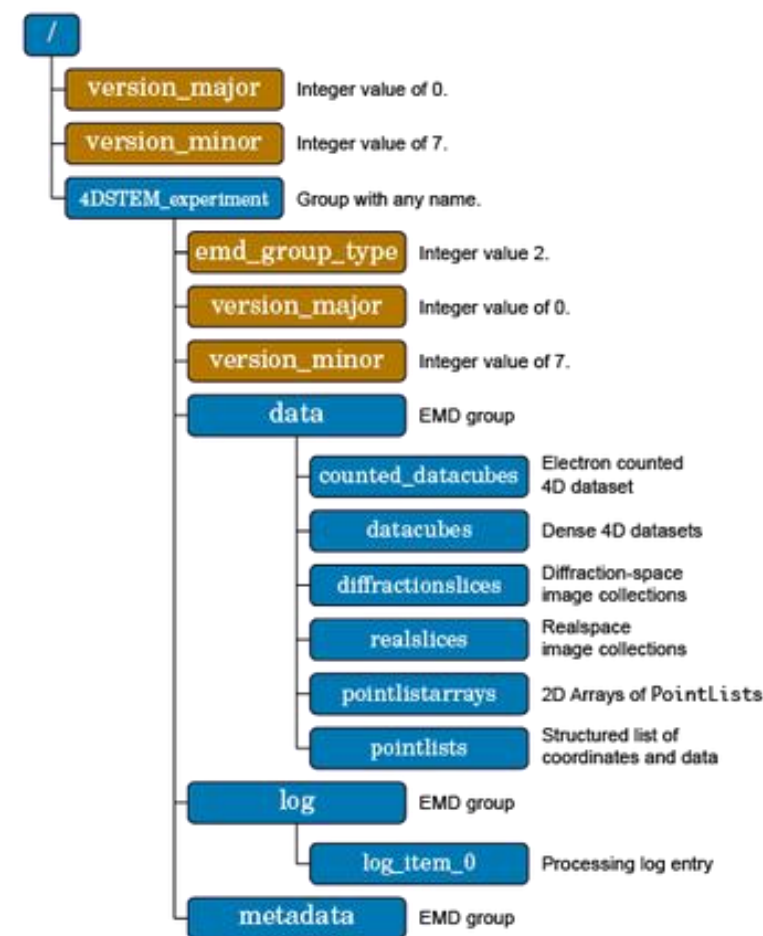 /
version_major Integer value of 0.
version_minor Integer value of 7.
4DSTEM_experiment Group with any name.
emd_group_type Integer value 2.
version_major Integer value of 0.
version_minor Integer value of 7.
data EMD group
counted_datacubes Electron counted
4D dataset
datacubes Dense 4D datasets
diffractionslices Diffraction-space
image collections
realslices Realspace
image collections
pointlistarrays 2D Arrays of PointLists
pointlists Structured list of
coordinates and data
log EMD group
log_item_0 Processing log entry
metadata EMD group